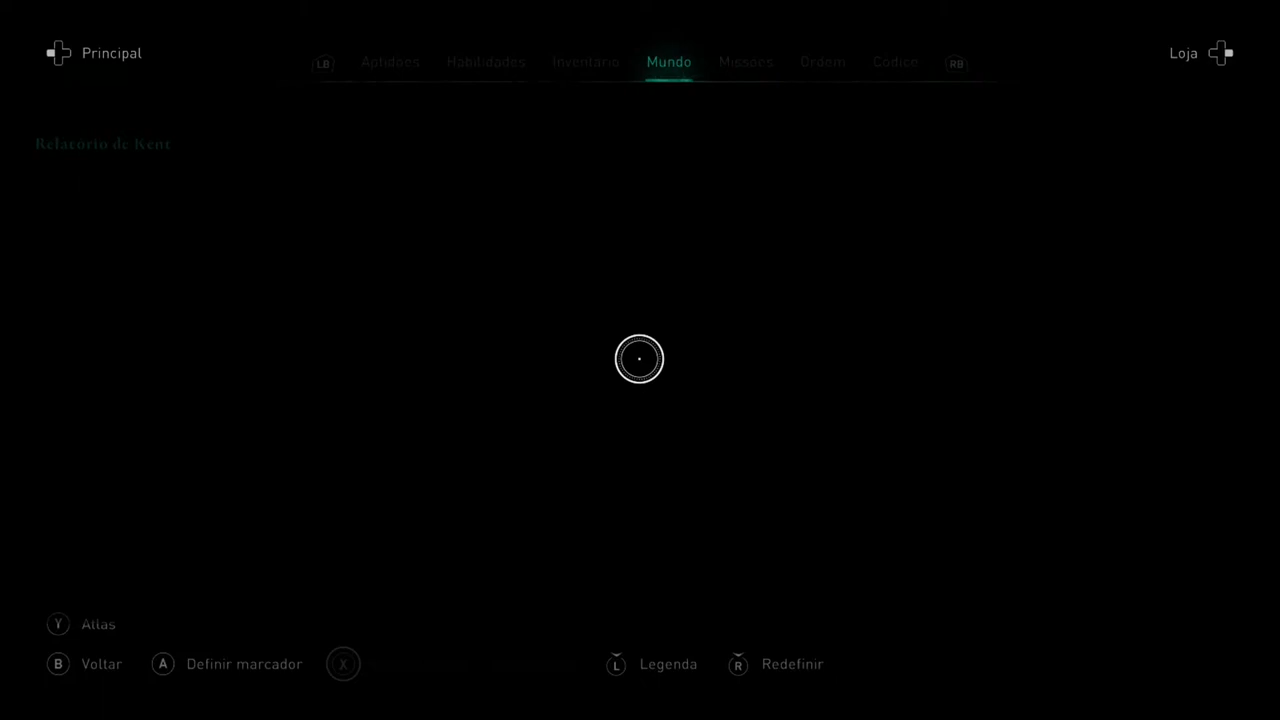 Principal
LB Aptidões Habilidades Inventário Mundo Missões Ordem Códice RB
Loja
Relatório de Kent
Y Atlas
B Voltar A Definir marcador X L Legenda R Redefinir